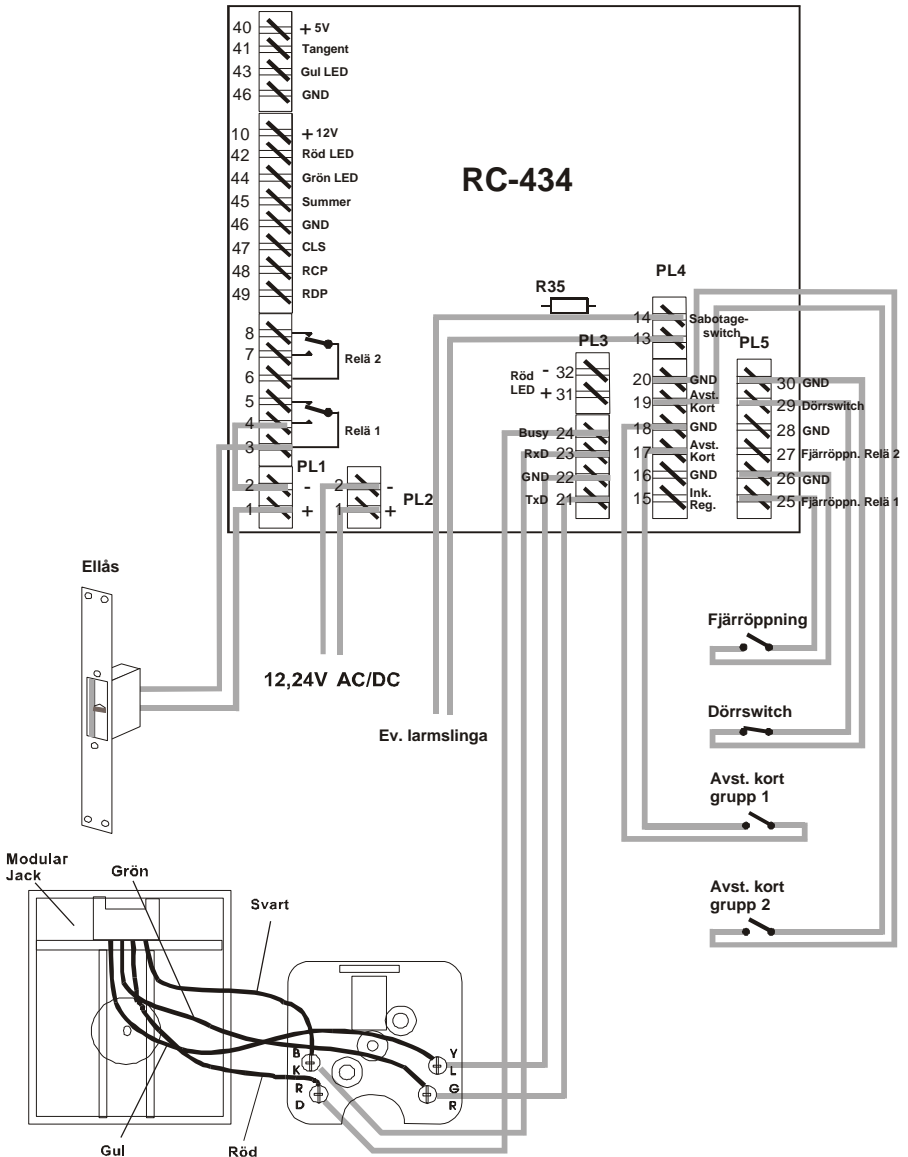 40 + 5V
41 Tangent
43 Gul LED
46 GND
10 + 12V
42 Röd LED
44 Grön LED
45 Summer
46 GND
47 CLS
48 RCP
49 RDP
8
7
6
Relä 2
5
4
3
Relä 1
PL1
2 -
1 +
2 -
1 +
PL2
RC-434
R35
PL4
14 Sabotage-
switch
13
PL3
- 32
Röd
LED
+ 31
Busy 24
RxD 23
GND 22
TxD 21
20 GND
19 Avst.
Kort
18 GND
17 Avst.
Kort
16 GND
15 Ink.
Reg.
PL5
30 GND
29 Dörrswitch
28 GND
27 Fjärröppn. Relä 2
26 GND
25 Fjärröppn. Relä 1
Ellås
12,24V AC/DC
Ev. larmslinga
Fjärröppning
Dörrswitch
Avst. kort
grupp 1
Avst. kort
grupp 2
Modular
Jack
Grön
Svart
B
K
R
D
Y
L
G
R
Gul
Röd